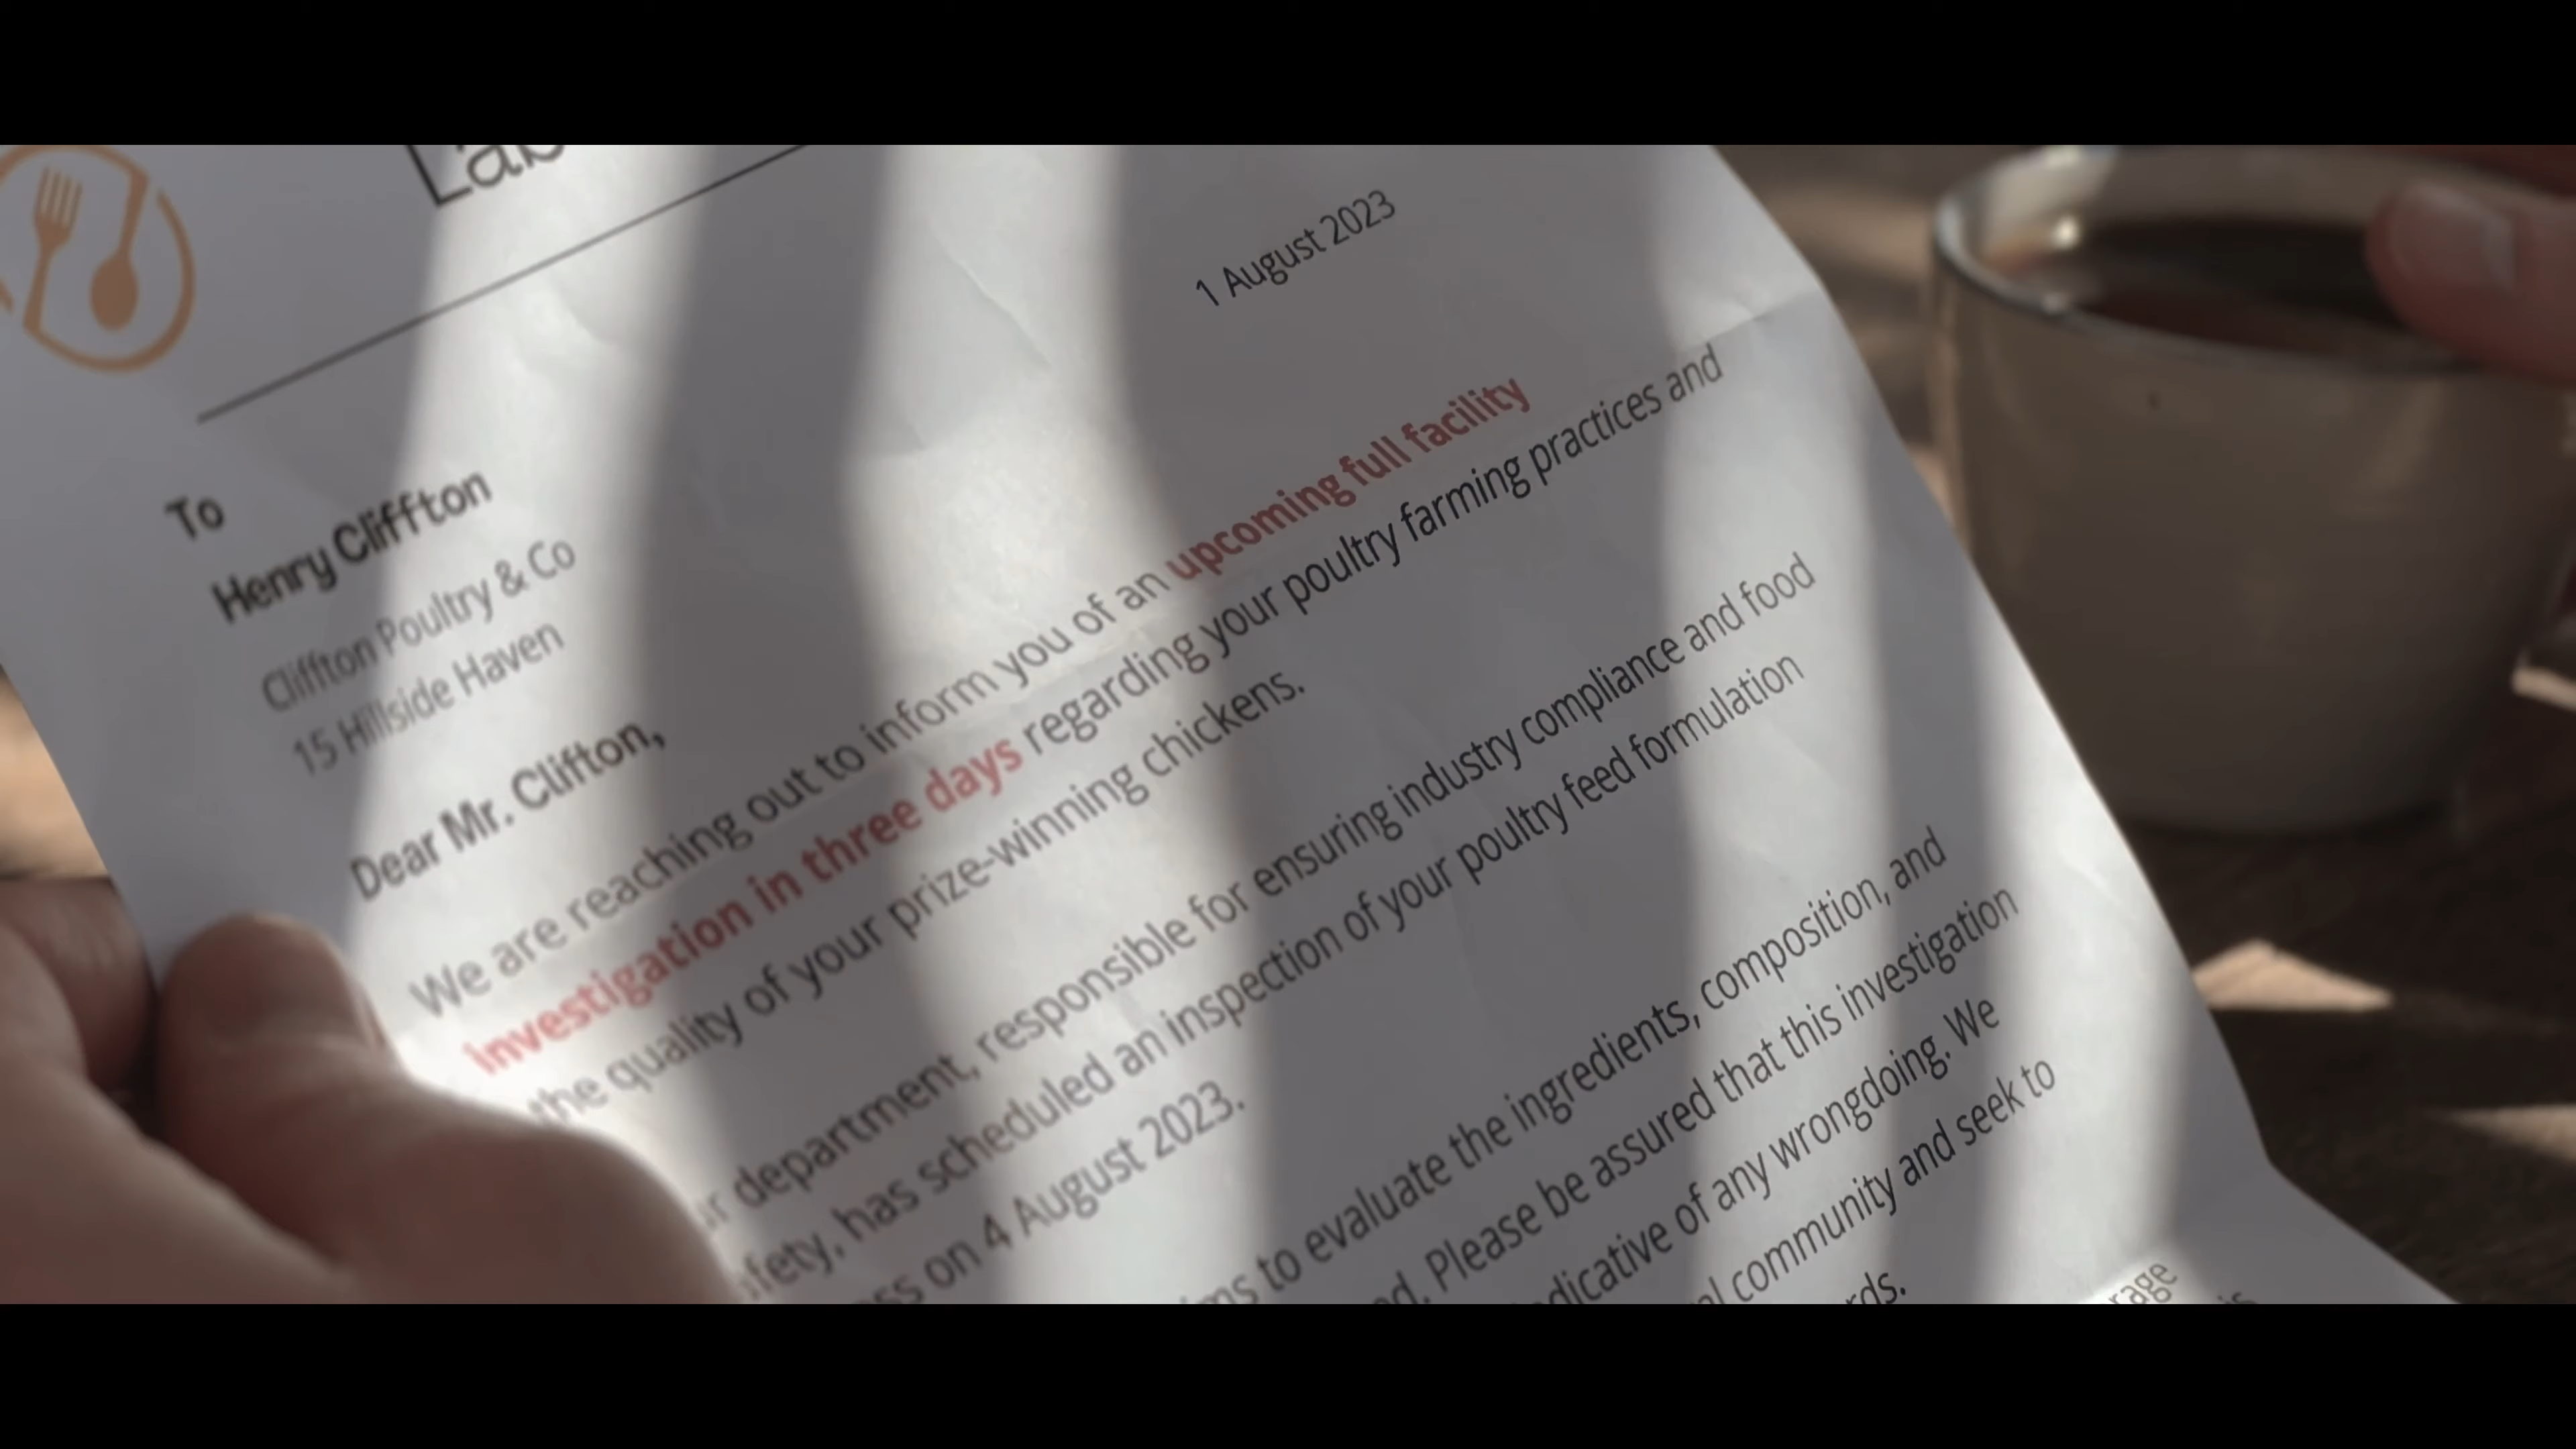 Lab
1 August 2023
To
Henry Cliffton
Cliffton Poultry & Co
15 Hillside Haven
Dear Mr. Clifton,
We are reaching out to inform you of an upcoming full facility
investigation in three days regarding your poultry farming practices and
the quality of your prize-winning chickens.
department, responsible for ensuring industry compliance and food
has scheduled an inspection of your poultry feed formulation
on 4 August 2023.
to evaluate the ingredients, composition, and
Please be assured that this investigation
of any wrongdoing. We
community and seek to